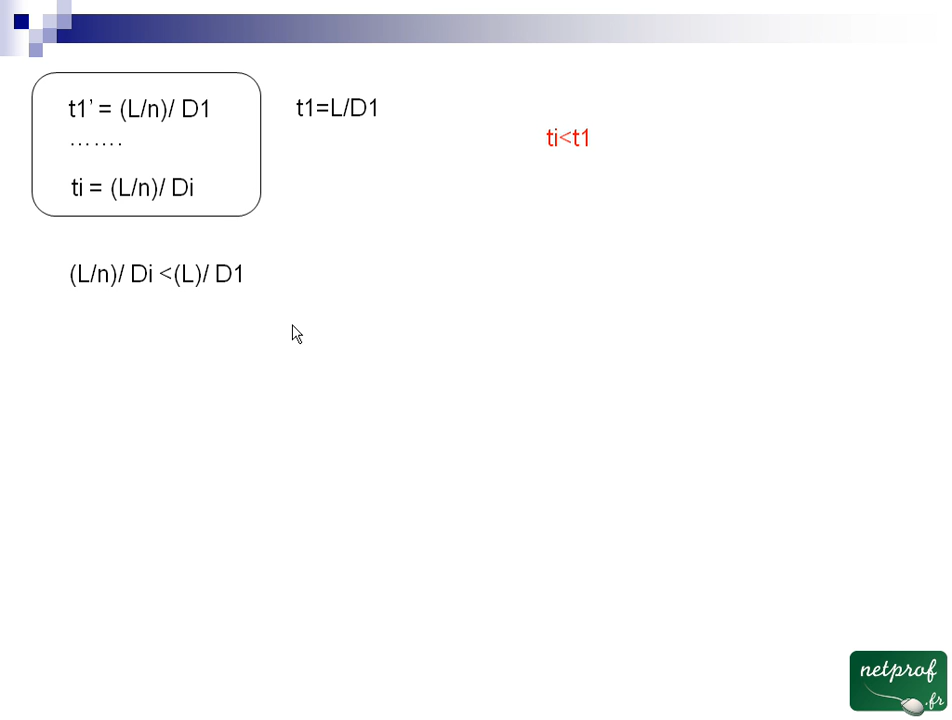 t1’ = (L/n)/ D1
…….
ti = (L/n)/ Di
t1=L/D1
ti<t1
(L/n)/ Di <(L)/ D1
netprof
.fr